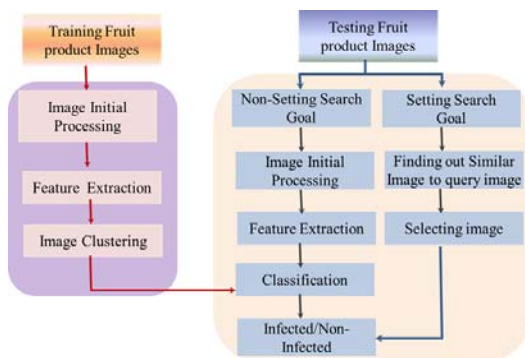 Training Fruit
product Images
Image Initial
Processing
Feature Extraction
Image Clustering
Testing Fruit
product Images
Non-Setting Search
Goal
Image Initial
Processing
Feature Extraction
Classification
Infected/Non-
Infected
Setting Search
Goal
Finding out Similar
Image to query image
Selecting image